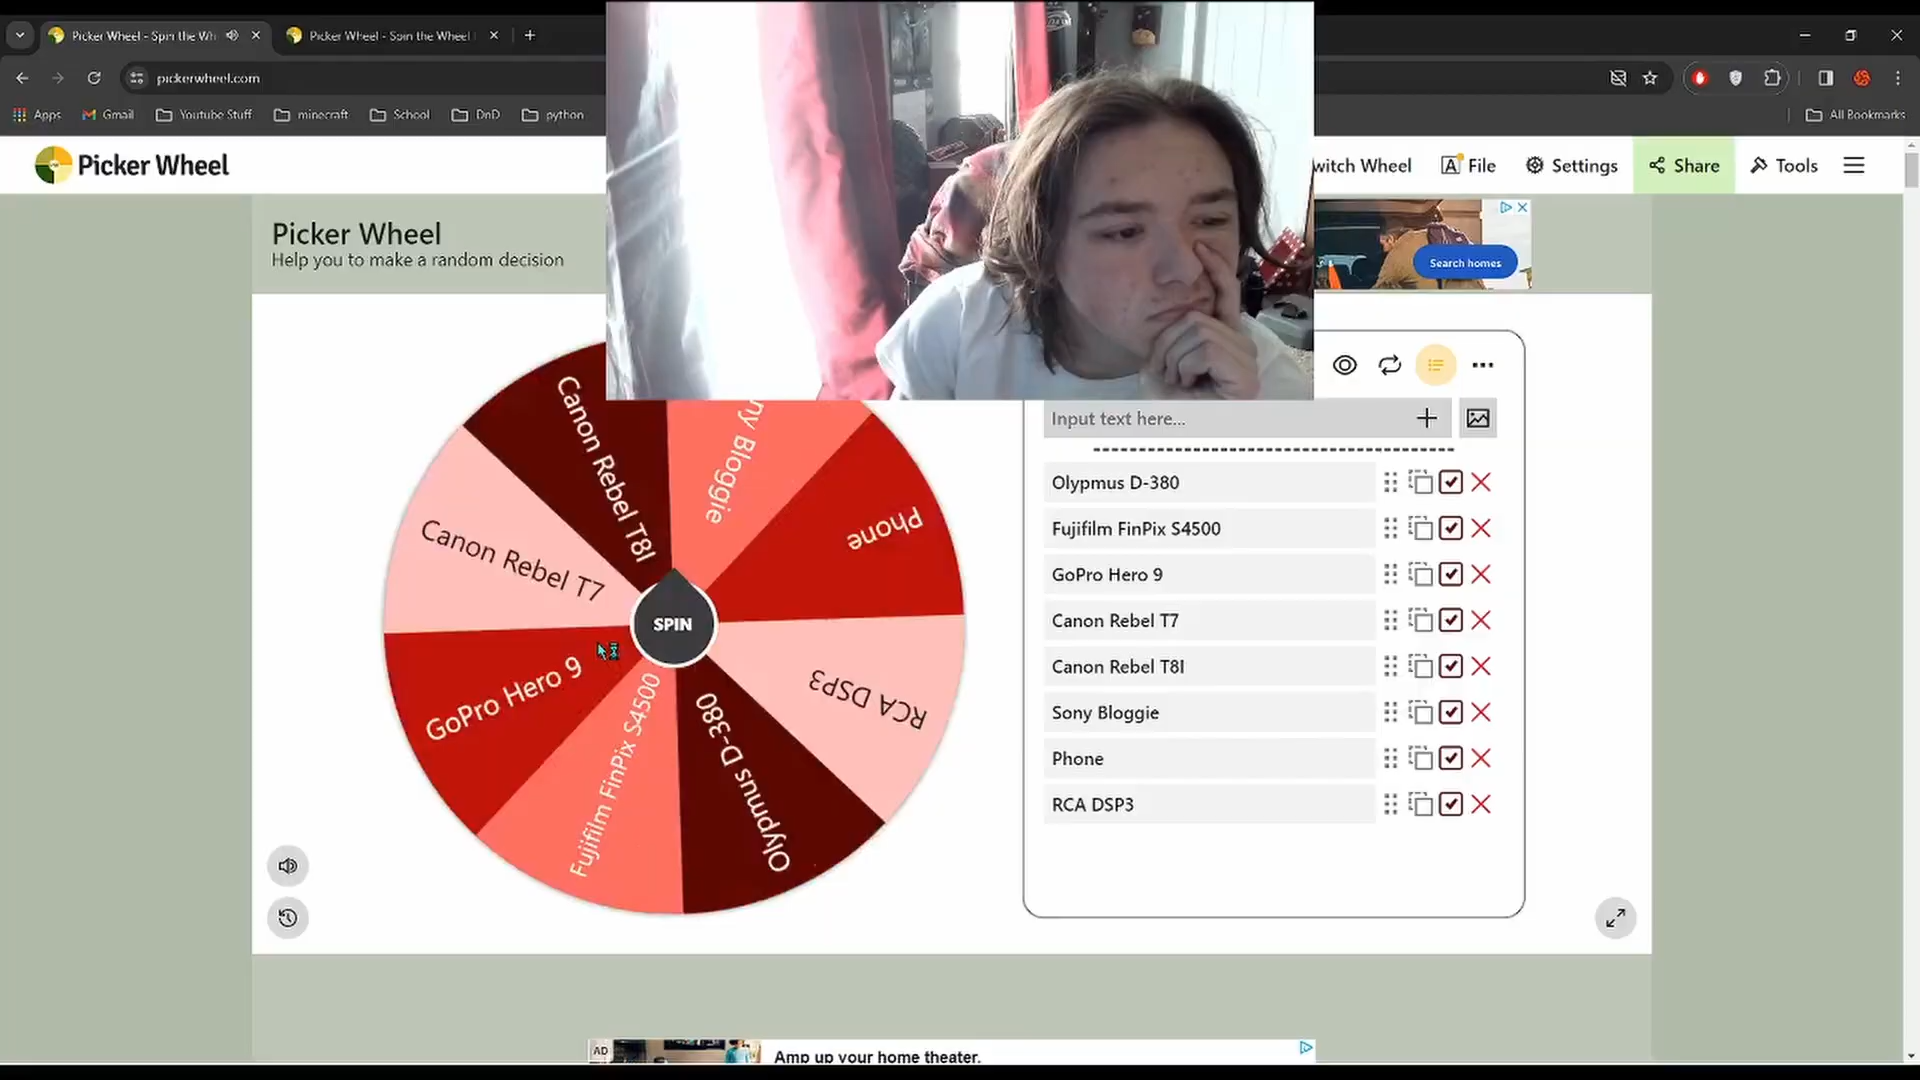 Picker Wheel - Spin the Wh
Picker Wheel - Spin the Wheel
pickerwheel.com
Apps
Gmail
Youtube Stuff
minecraft
School
DnD
python
All Bookmarks
Picker Wheel
witch Wheel
File
Settings
Share
Tools
Picker Wheel
Help you to make a random decision
Search homes
Input text here...
Canon Rebel T8I
ny Bloggie
Phone
RCA DSP3
Olypmus D-380
Fujifilm FinPix S4500
GoPro Hero 9
Canon Rebel T7
SPIN
Olypmus D-380
Fujifilm FinPix S4500
GoPro Hero 9
Canon Rebel T7
Canon Rebel T8I
Sony Bloggie
Phone
RCA DSP3
AD
Amp up your home theater.